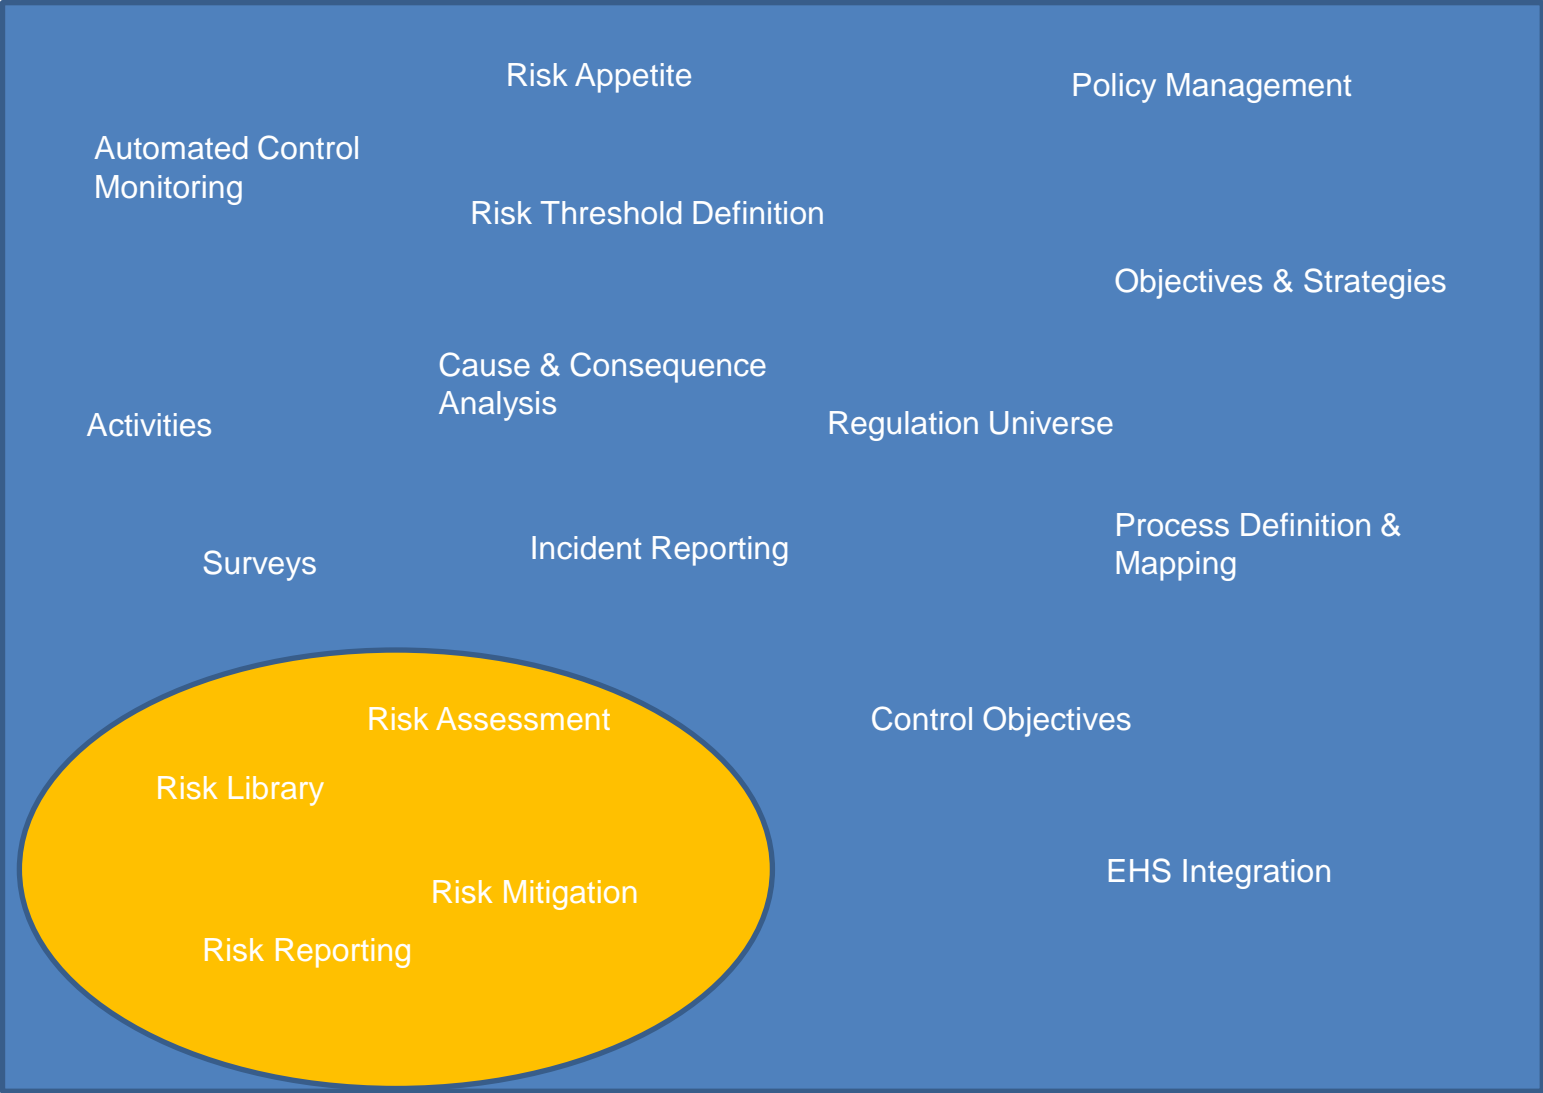 Risk Appetite
Policy Management
Automated Control
Monitoring
Risk Threshold Definition
Objectives & Strategies
Cause & Consequence
Analysis
Activities
Regulation Universe
Process Definition &
Mapping
Surveys
Incident Reporting
Risk Assessment
Control Objectives
Risk Library
EHS Integration
Risk Mitigation
Risk Reporting